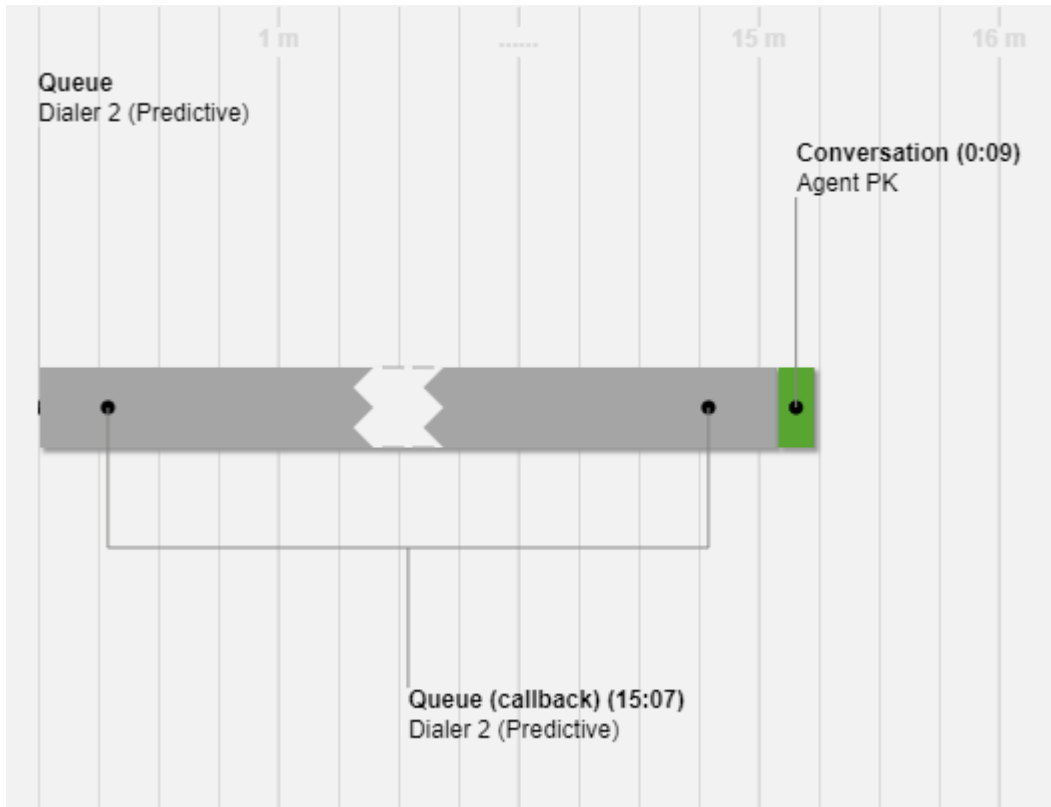 1 m
......
15 m
16 m
Queue
Dialer 2 (Predictive)
Conversation (0:09)
Agent PK
Queue (callback) (15:07)
Dialer 2 (Predictive)